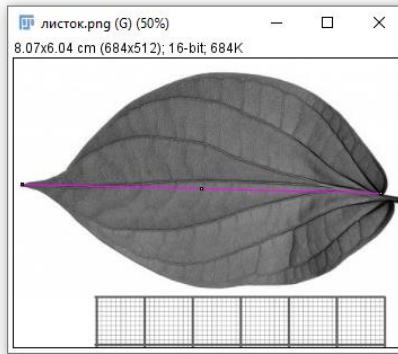 листок.png (G) (50%)
8.07x6.04 cm (684x512); 16-bit; 684K